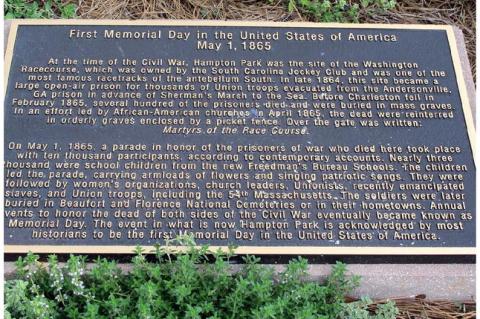 First Memorial Day in the United States of America
May 1, 1865
At the time of the Civil War, Hampton Park was the site of the Washington
Racecourse, which was owned by the South Carolina Jockey Club and was one of the
most famous racetracks of the antebellum South. In late 1864, this site became a
large open-air prison for thousands of Union troops evacuated from the Andersonville,
GA prison in advance of Sherman's March to the Sea. Before Charleston fell in
February 1865, several hundred of the prisoners died and were buried in mass graves.
In an effort led by African-American churches in April 1865, the dead were reinterred
in orderly graves enclosed by a picket fence. Over the gate was written:
Martyrs of the Race Course.
On May 1, 1865, a parade in honor of the prisoners of war who died here took place
with ten thousand participants, according to contemporary accounts. Nearly three
thousand were school children from the new Freedman's Bureau Schools. The children
led the parade, carrying armloads of flowers and singing patriotic songs. They were
followed by women's organizations, church leaders, Unionists, recently emancipated
slaves, and Union troops, including the 54th Massachusetts. The soldiers were later
buried in Beaufort and Florence National Cemeteries or in their hometowns. Annual
vents to honor the dead of both sides of the Civil War eventually became known as
Memorial Day. The event in what is now Hampton Park is acknowledged by most
historians to be the first Memorial Day in the United States of America.